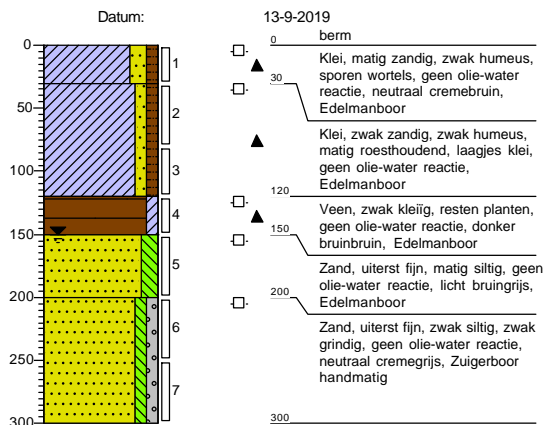 Datum: 13-9-2019
0
50
100
150
200
250
300
1
2
3
4
5
6
7
0 berm
Klei, matig zandig, zwak humeus,
sporen wortels, geen olie-water
reactie, neutraal cremebruin,
Edelmanboor
30
Klei, zwak zandig, zwak humeus,
matig roesthoudend, laagjes klei,
geen olie-water reactie,
Edelmanboor
120
Veen, zwak kleiïg, resten planten,
geen olie-water reactie, donker
bruinbruin, Edelmanboor
150
Zand, uiterst fijn, matig siltig, geen
olie-water reactie, licht bruingrijs,
Edelmanboor
200
Zand, uiterst fijn, zwak siltig, zwak
grindig, geen olie-water reactie,
neutraal cremegrijs, Zuigerboor
handmatig
300